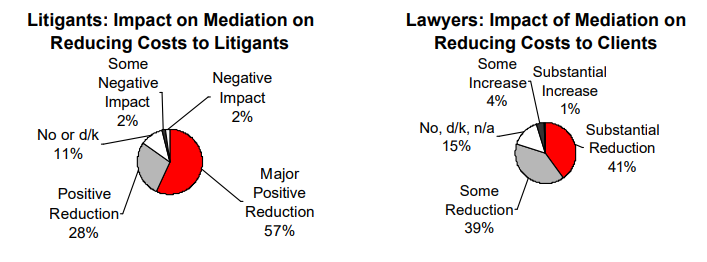 Litigants: Impact on Mediation on
Reducing Costs to Litigants
Some
Negative
Impact
2%
Negative
Impact
2%
No or d/k
11%
Positive
Reduction
28%
Major
Positive
Reduction
57%
Lawyers: Impact of Mediation on
Reducing Costs to Clients
Some
Increase
4%
Substantial
Increase
1%
No, d/k, n/a
15%
Substantial
Reduction
41%
Some
Reduction
39%